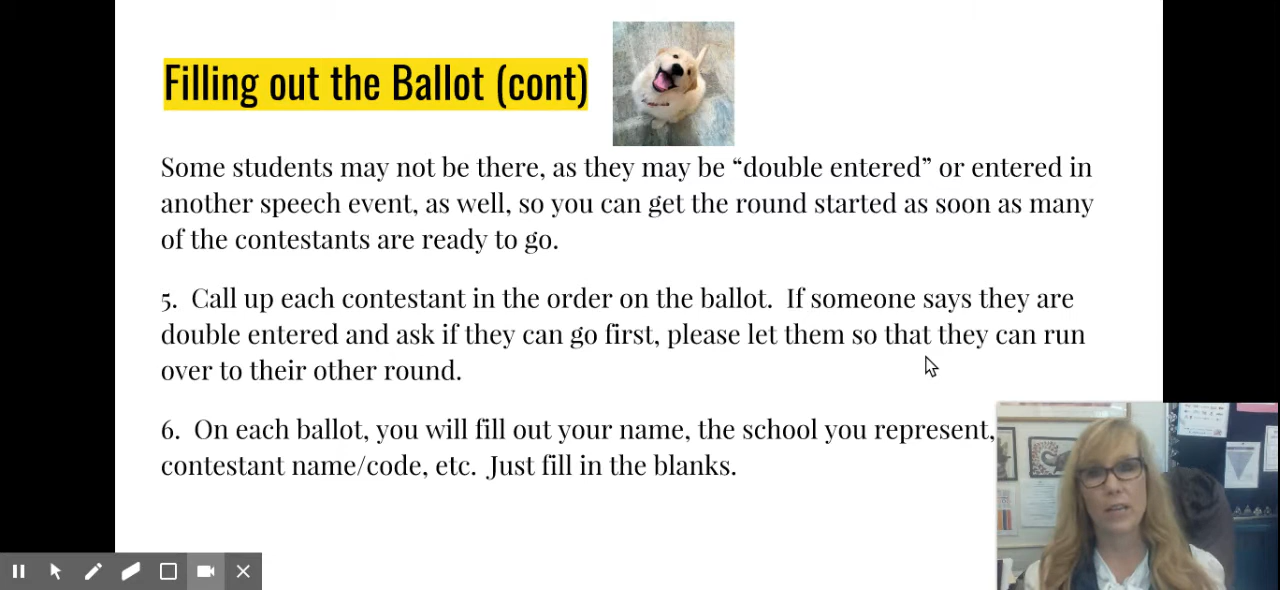 Filling out the Ballot (cont)
Some students may not be there, as they may be “double entered” or entered in
another speech event, as well, so you can get the round started as soon as many
of the contestants are ready to go.
5.  Call up each contestant in the order on the ballot.  If someone says they are
double entered and ask if they can go first, please let them so that they can run
over to their other round.
6.  On each ballot, you will fill out your name, the school you represent,
contestant name/code, etc.  Just fill in the blanks.